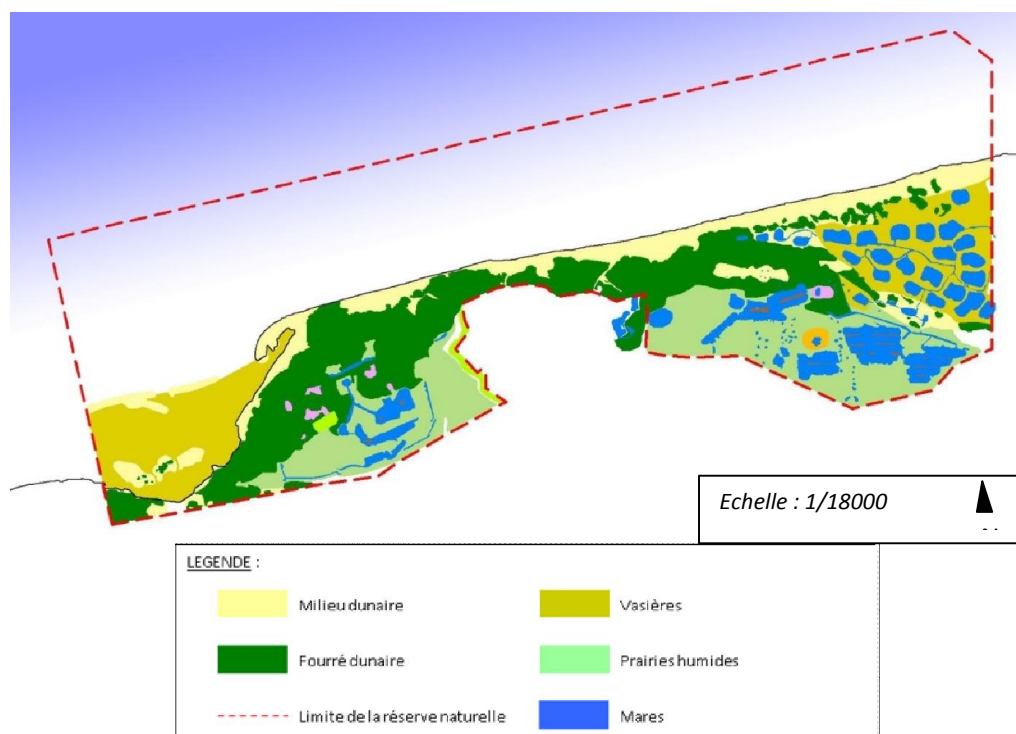 Echelle : 1/18000
LEGENDE :
Milieu dunaire
Vasières
Fourré dunaire
Prairies humides
Limite de la réserve naturelle
Mares